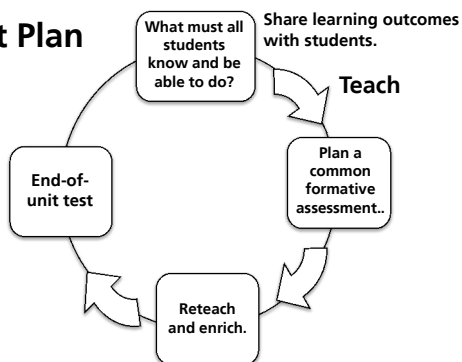 t Plan
What must all
students
know and be
able to do?
Share learning outcomes
with students.
Teach
Plan a
common
formative
assessment..
Reteach
and enrich.
End-of-
unit test